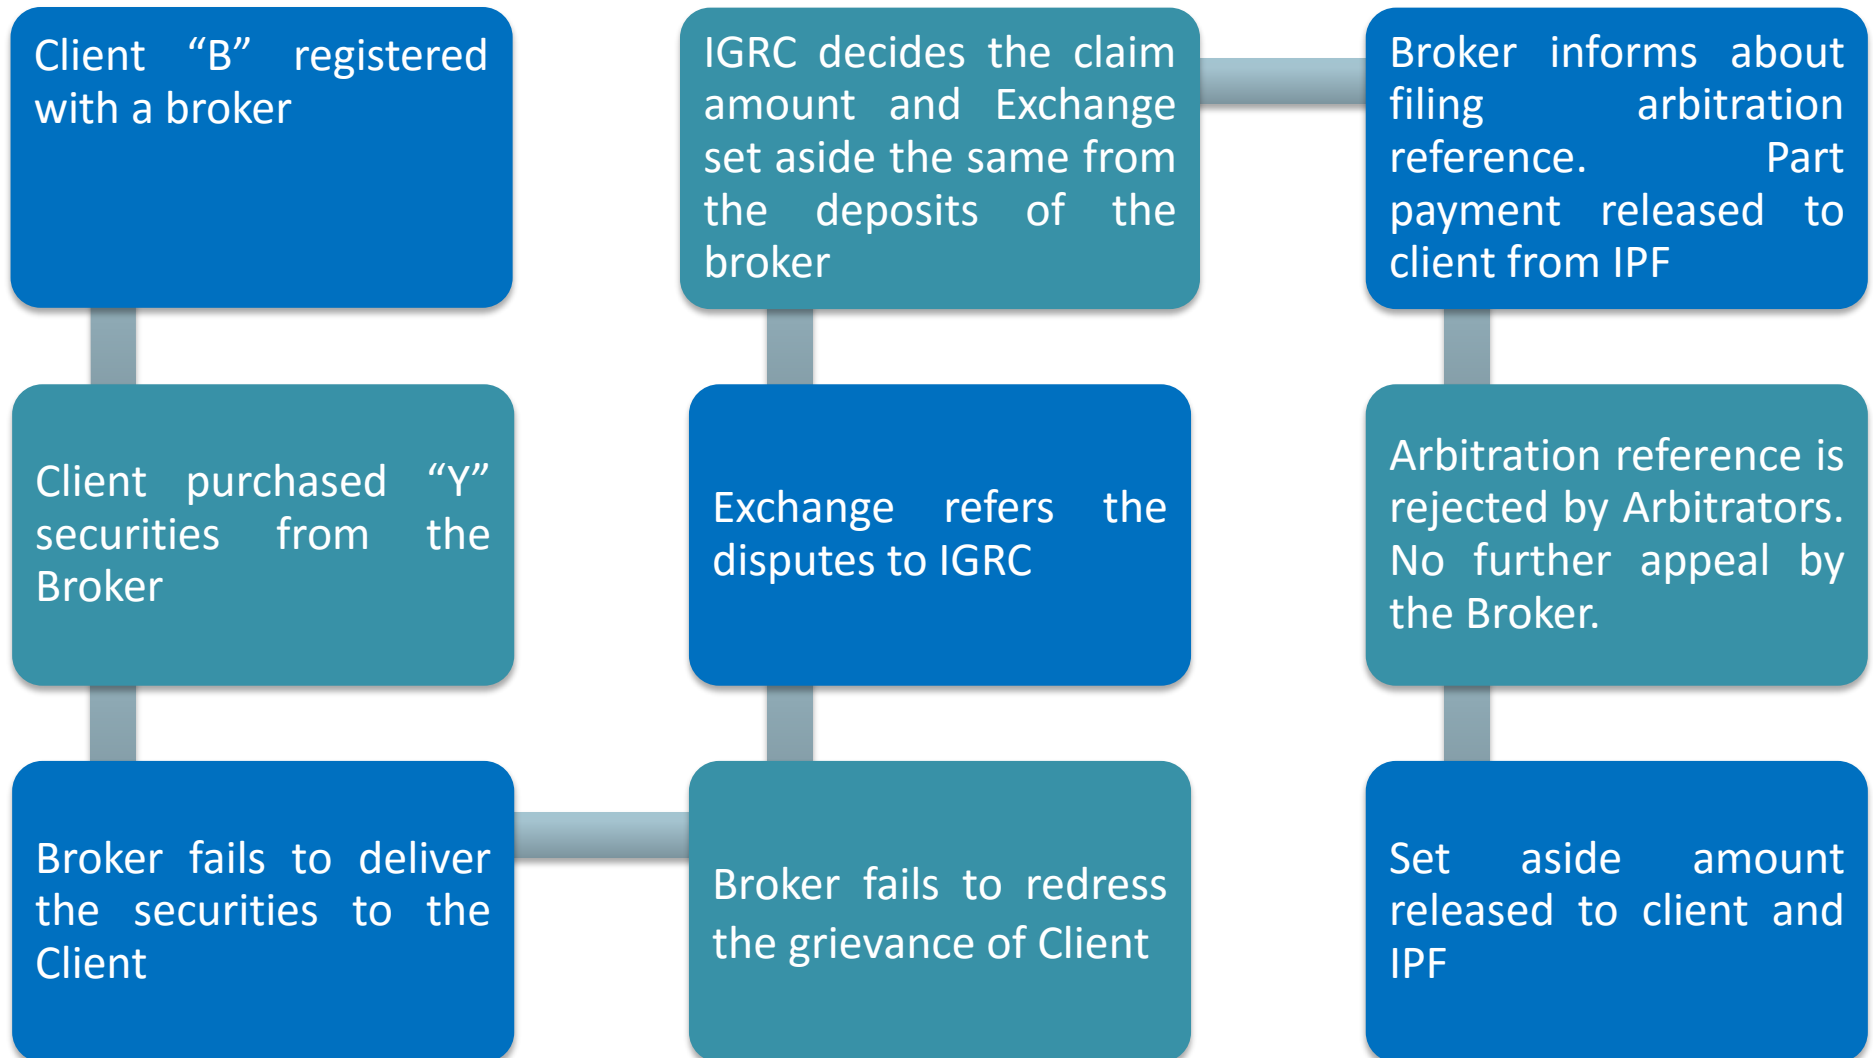 Client “B” registered
with a broker
Client purchased “Y”
securities from the
Broker
Broker fails to deliver
the securities to the
Client
Broker fails to redress
the grievance of Client
Exchange refers the
disputes to IGRC
IGRC decides the claim
amount and Exchange
set aside the same from
the deposits of the
broker
Broker informs about
filing arbitration
reference. Part
payment released to
client from IPF
Arbitration reference is
rejected by Arbitrators.
No further appeal by
the Broker.
Set aside amount
released to client and
IPF